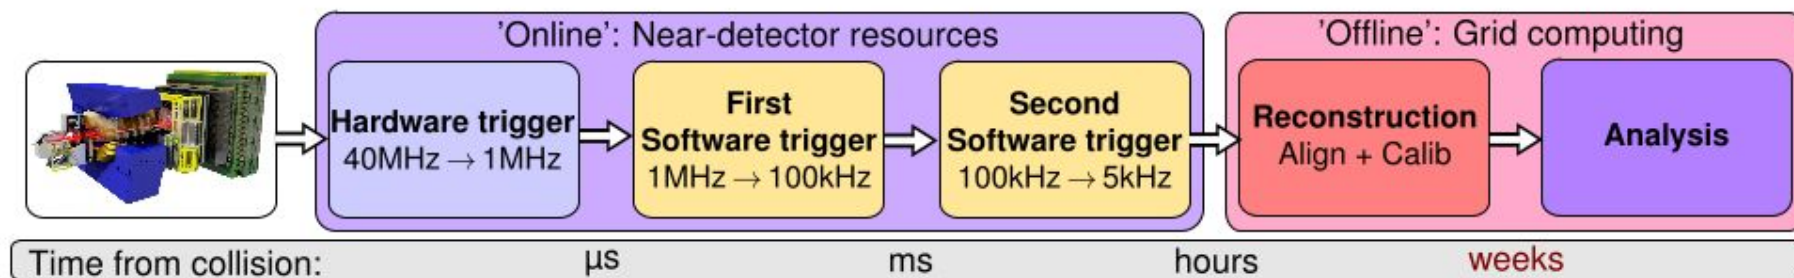 'Online': Near-detector resources
'Offline': Grid computing
Hardware trigger
40MHz → 1MHz
First
Software trigger
1MHz → 100kHz
Second
Software trigger
100kHz → 5kHz
Reconstruction
Align + Calib
Analysis
Time from collision: µs ms hours weeks